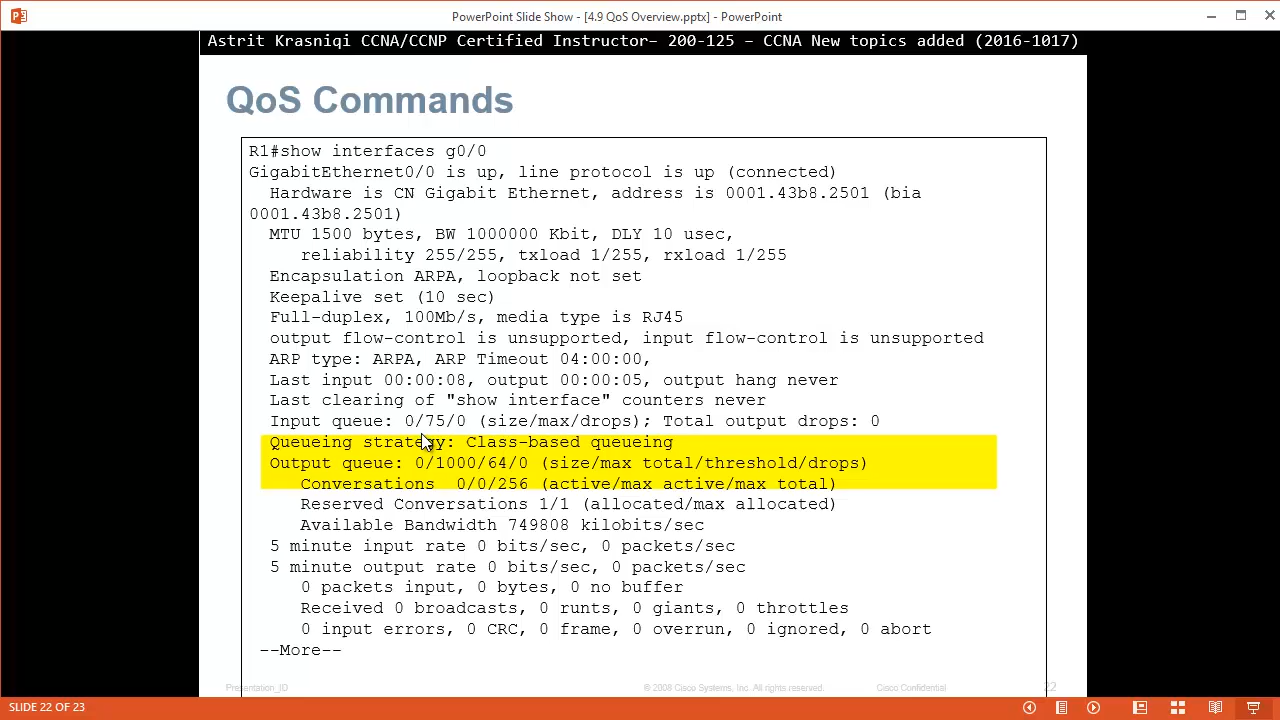 PowerPoint Slide Show - [4.9 QoS Overview.pptx] - PowerPoint
Astrit Krasniqi CCNA/CCNP Certified Instructor– 200-125 – CCNA New topics added (2016-1017)
QoS Commands
R1#show interfaces g0/0
GigabitEthernet0/0 is up, line protocol is up (connected)
Hardware is CN Gigabit Ethernet, address is 0001.43b8.2501 (bia
0001.43b8.2501)
MTU 1500 bytes, BW 1000000 Kbit, DLY 10 usec,
reliability 255/255, txload 1/255, rxload 1/255
Encapsulation ARPA, loopback not set
Keepalive set (10 sec)
Full-duplex, 100Mb/s, media type is RJ45
output flow-control is unsupported, input flow-control is unsupported
ARP type: ARPA, ARP Timeout 04:00:00,
Last input 00:00:08, output 00:00:05, output hang never
Last clearing of "show interface" counters never
Input queue: 0/75/0 (size/max/drops); Total output drops: 0
Queueing strategy: Class-based queueing
Output queue: 0/1000/64/0 (size/max total/threshold/drops)
Conversations 0/0/256 (active/max active/max total)
Reserved Conversations 1/1 (allocated/max allocated)
Available Bandwidth 749808 kilobits/sec
5 minute input rate 0 bits/sec, 0 packets/sec
5 minute output rate 0 bits/sec, 0 packets/sec
0 packets input, 0 bytes, 0 no buffer
Received 0 broadcasts, 0 runts, 0 giants, 0 throttles
0 input errors, 0 CRC, 0 frame, 0 overrun, 0 ignored, 0 abort
--More--
Presentation_ID © 2008 Cisco Systems, Inc. All rights reserved. Cisco Confidential 22
SLIDE 22 OF 23